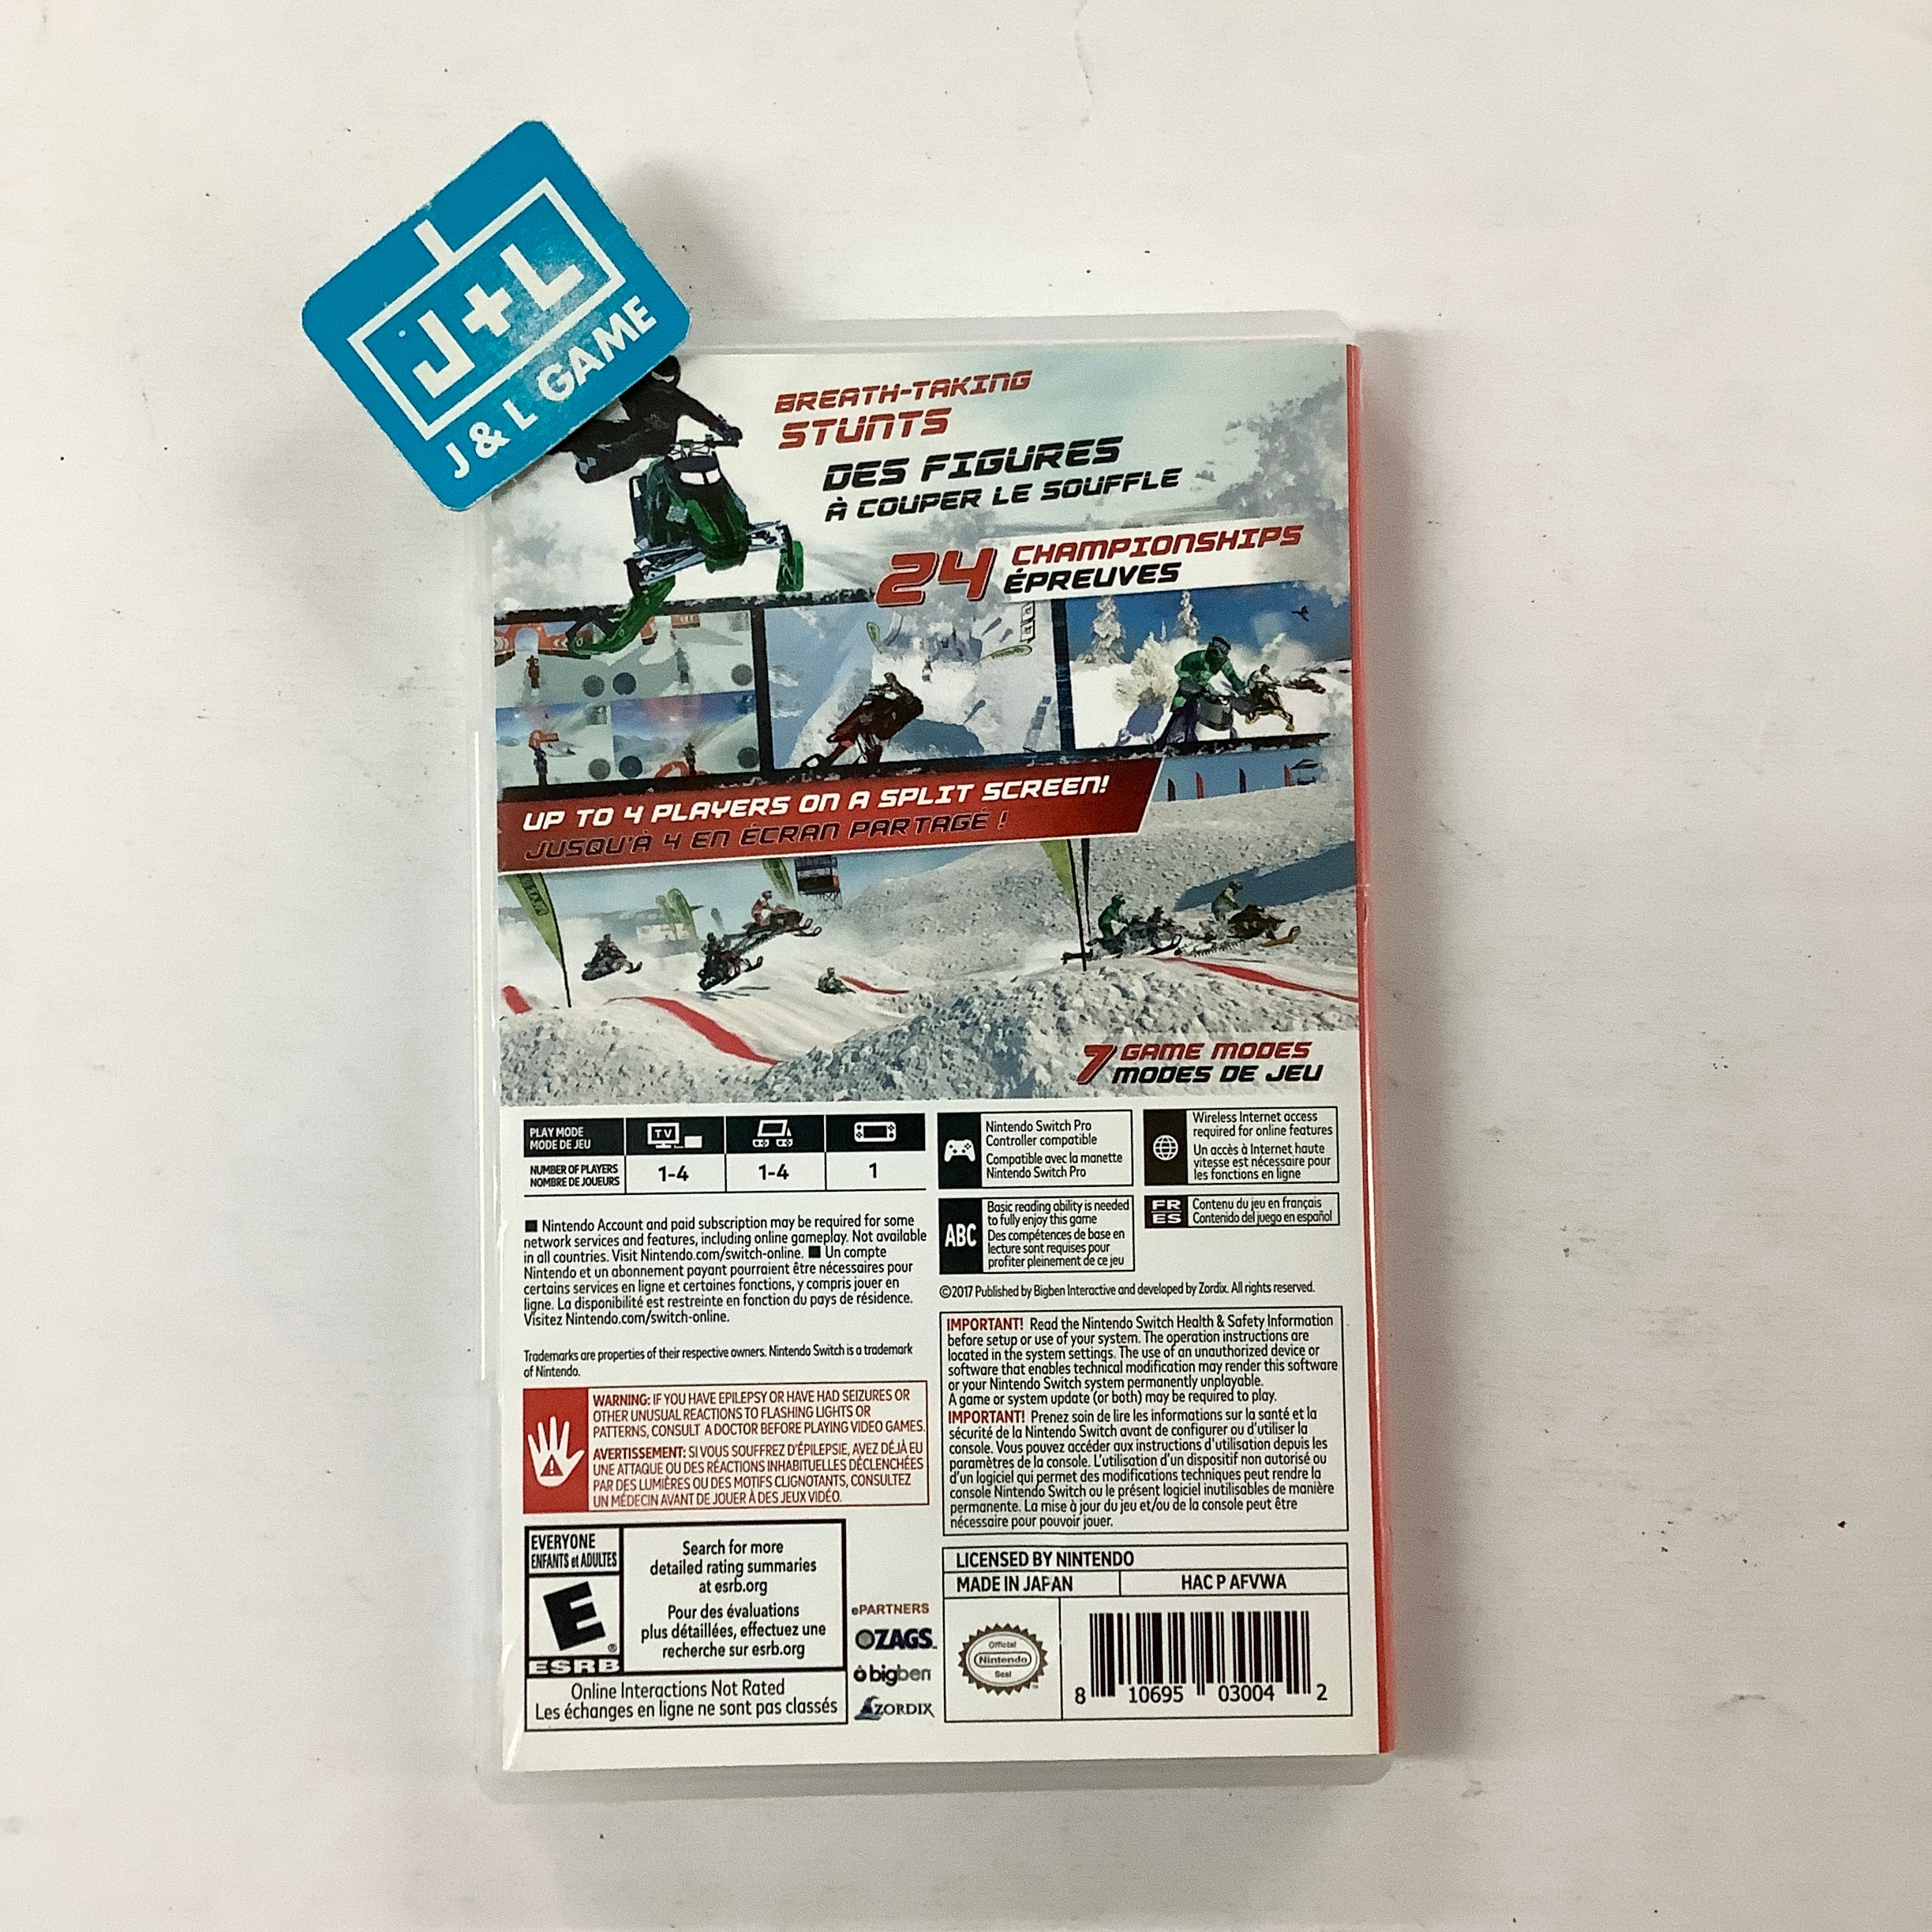 J+L
J & L GAME
BREATH-TAKING
STUNTS
DES FIGURES
À COUPER LE SOUFFLE
24 CHAMPIONSHIPS
ÉPREUVES
UP TO 4 PLAYERS ON A SPLIT SCREEN!
JUSQU'À 4 EN ÉCRAN PARTAGÉ !
7 GAME MODES
MODES DE JEU
PLAY MODE
MODE DE JEU
TV
NUMBER OF PLAYERS
NOMBRE DE JOUEURS
1-4
1-4
1
Nintendo Switch Pro
Controller compatible
Compatible avec la manette
Nintendo Switch Pro
Wireless Internet access
required for online features
Un accès à Internet haute
vitesse est nécessaire pour
les fonctions en ligne
ABC
Basic reading ability is needed
to fully enjoy this game
Des compétences de base en
lecture sont requises pour
profiter pleinement de ce jeu
FR
ES
Contenu du jeu en français
Contenido del juego en español
■ Nintendo Account and paid subscription may be required for some
network services and features, including online gameplay. Not available
in all countries. Visit Nintendo.com/switch-online. ■ Un compte
Nintendo et un abonnement payant pourraient être nécessaires pour
certains services en ligne et certaines fonctions, y compris jouer en
ligne. La disponibilité est restreinte en fonction du pays de résidence.
Visitez Nintendo.com/switch-online.
Trademarks are properties of their respective owners. Nintendo Switch is a trademark
of Nintendo.
©2017 Published by Bigben Interactive and developed by Zordix. All rights reserved.
IMPORTANT! Read the Nintendo Switch Health & Safety Information
before setup or use of your system. The operation instructions are
located in the system settings. The use of an unauthorized device or
software that enables technical modification may render this software
or your Nintendo Switch system permanently unplayable.
A game or system update (or both) may be required to play.
IMPORTANT! Prenez soin de lire les informations sur la santé et la
sécurité de la Nintendo Switch avant de configurer ou d'utiliser la
console. Vous pouvez accéder aux instructions d'utilisation depuis les
paramètres de la console. L'utilisation d'un dispositif non autorisé ou
d'un logiciel qui permet des modifications techniques peut rendre la
console Nintendo Switch ou le présent logiciel inutilisables de manière
permanente. La mise à jour du jeu et/ou de la console peut être
nécessaire pour pouvoir jouer.
WARNING: IF YOU HAVE EPILEPSY OR HAVE HAD SEIZURES OR
OTHER UNUSUAL REACTIONS TO FLASHING LIGHTS OR
PATTERNS, CONSULT A DOCTOR BEFORE PLAYING VIDEO GAMES.
AVERTISSEMENT: SI VOUS SOUFFREZ D'ÉPILEPSIE, AVEZ DÉJÀ EU
UNE ATTAQUE OU DES RÉACTIONS INHABITUELLES DÉCLENCHÉES
PAR DES LUMIÈRES OU DES MOTIFS CLIGNOTANTS, CONSULTEZ
UN MÉDECIN AVANT DE JOUER À DES JEUX VIDÉO.
EVERYONE
ENFANTS et ADULTES
E
®
ESRB
Search for more
detailed rating summaries
at esrb.org
Pour des évaluations
plus détaillées, effectuez une
recherche sur esrb.org
Online Interactions Not Rated
Les échanges en ligne ne sont pas classés
ePARTNERS
ZAGS
bigben
ZORDIX
LICENSED BY NINTENDO
MADE IN JAPAN
HAC P AFVWA
Official
Nintendo
Seal
8 10695 03004 2